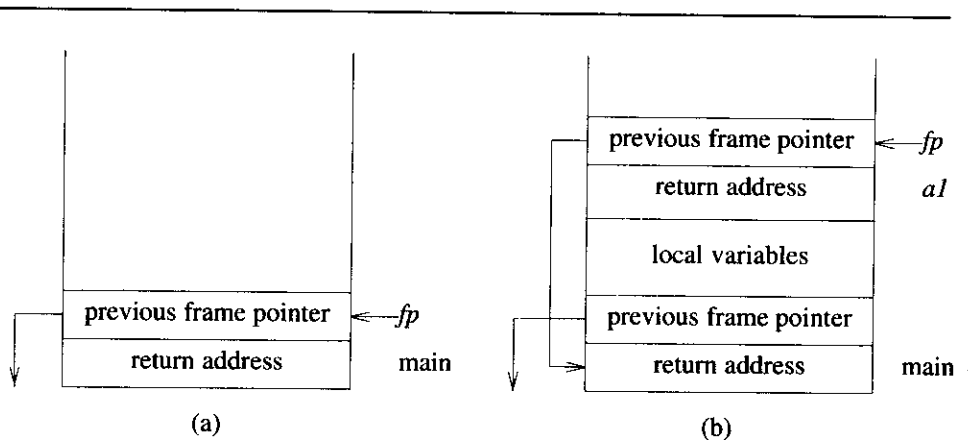 previous frame pointer
fp
return address
main
(a)
previous frame pointer
fp
return address
a1
local variables
previous frame pointer
return address
main
(b)